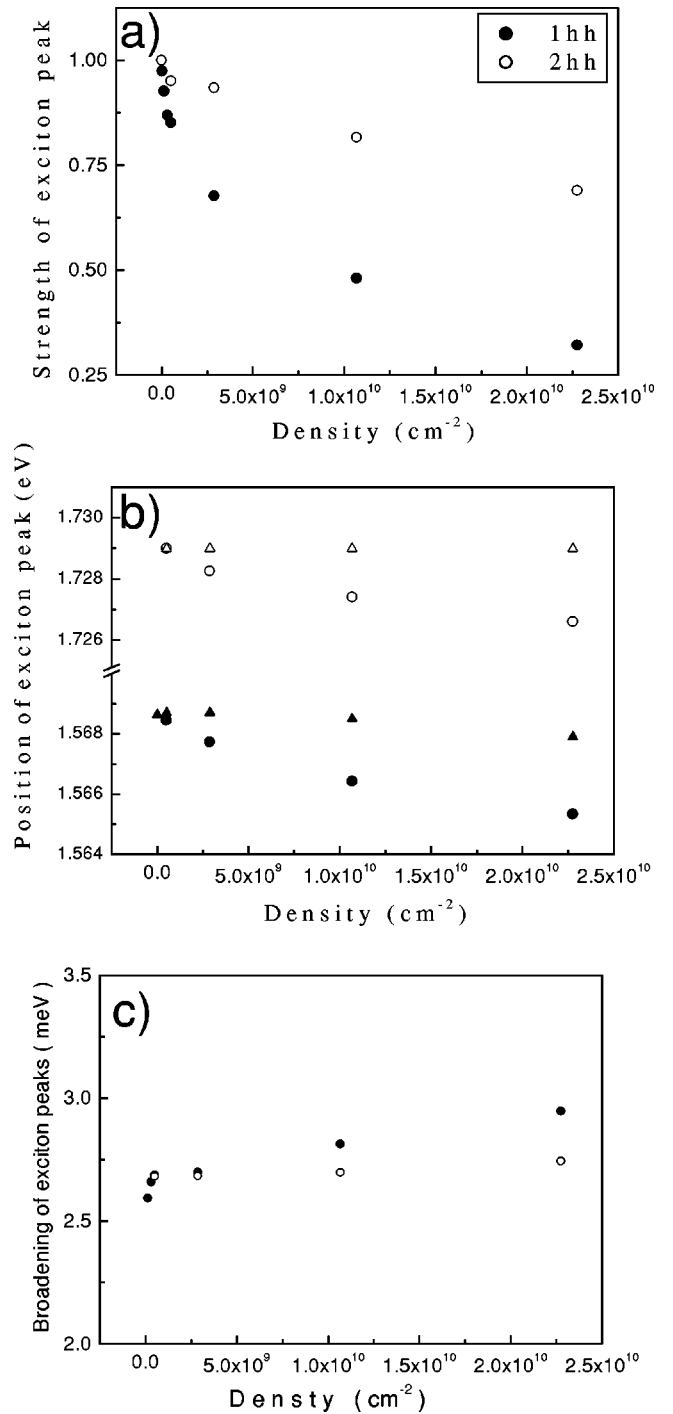 a)
1hh
2hh
Strength of exciton peak
1.00
0.75
0.50
0.25
0.0 5.0x10^9 1.0x10^10 1.5x10^10 2.0x10^10 2.5x10^10
Density (cm^-2)
b)
Position of exciton peak (eV)
1.730
1.728
1.726
1.568
1.566
1.564
0.0 5.0x10^9 1.0x10^10 1.5x10^10 2.0x10^10 2.5x10^10
Density (cm^-2)
c)
Broadening of exciton peaks ( meV)
3.5
3.0
2.5
2.0
0.0 5.0x10^9 1.0x10^10 1.5x10^10 2.0x10^10 2.5x10^10
Denstity (cm^-2)